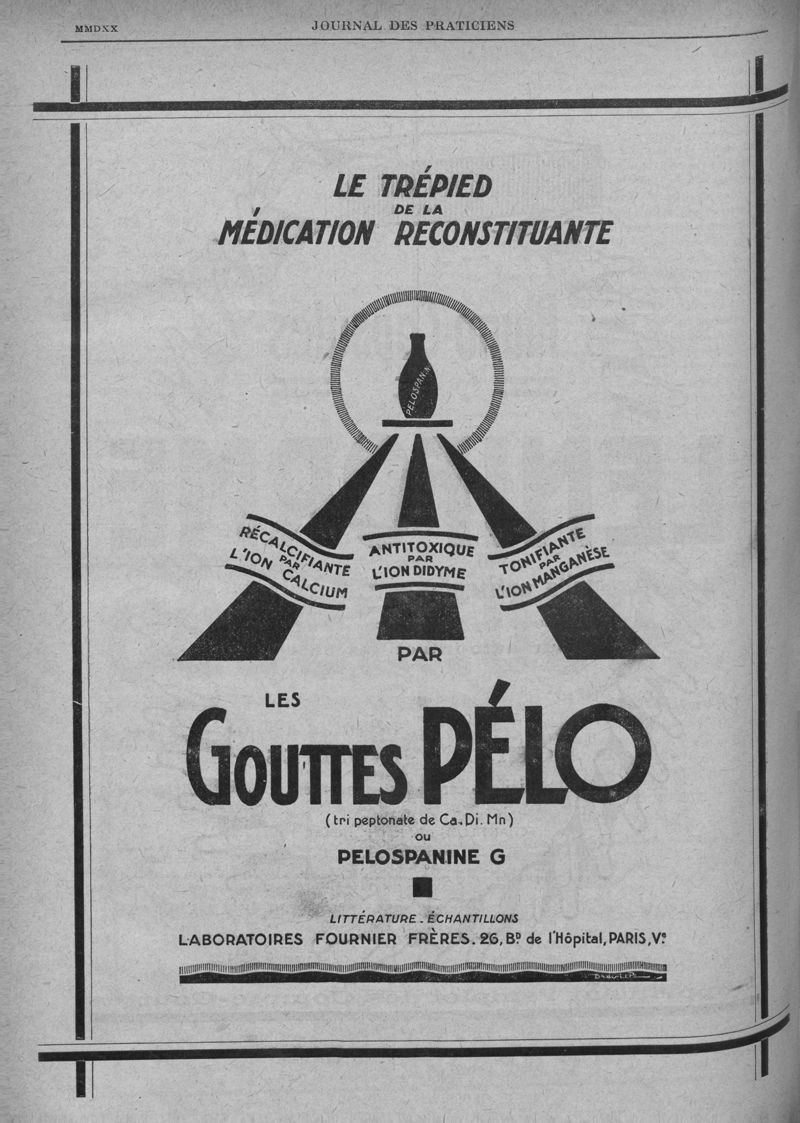 MMDXX
JOURNAL DES PRATICIENS
LE TRÉPIED
DE LA
MÉDICATION RECONSTITUANTE
RÉCALCIFIANTE
PAR
L'ION CALCIUM
ANTITOXIQUE
PAR
L'ION DIDYME
TONIFIANTE
PAR
L'ION MANGANÈSE
PAR
LES
GOUTTES PÉLO
(tri peptonate de Ca. Di. Mn)
OU
PELOSPANINE G
LITTÉRATURE. ÉCHANTILLONS
LABORATOIRES FOURNIER FRÈRES. 26, Bᴰ de l'Hôpital, PARIS, Vᵉ